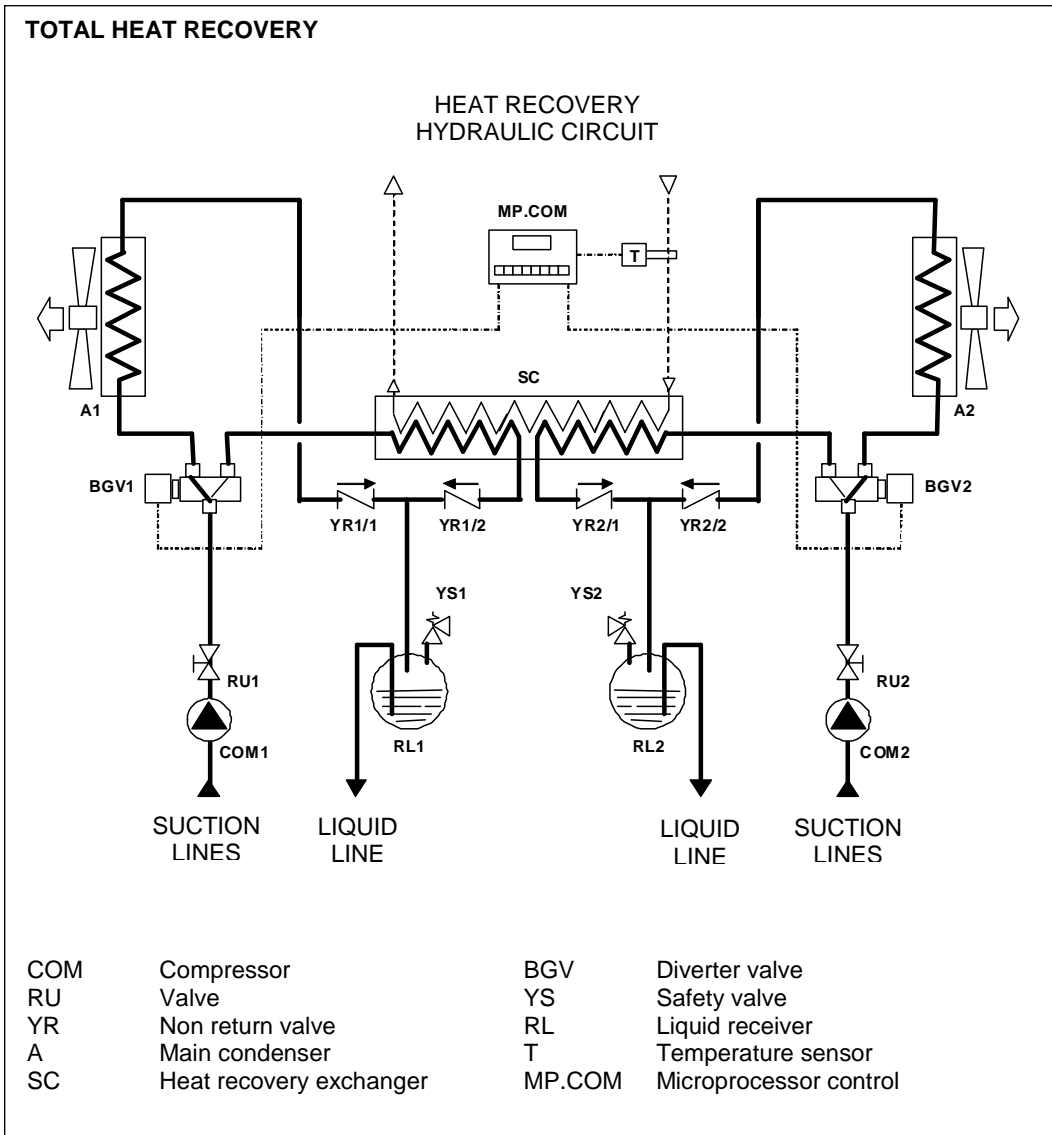 TOTAL HEAT RECOVERY
HEAT RECOVERY
HYDRAULIC CIRCUIT
MP.COM
T
SC
A1
A2
BGV1
BGV2
YR1/1
YR1/2
YR2/1
YR2/2
YS1
YS2
RU1
RU2
RL1
RL2
COM1
COM2
SUCTION
LINES
LIQUID
LINE
LIQUID
LINE
SUCTION
LINES
COM Compressor BGV Diverter valve
RU Valve YS Safety valve
YR Non return valve RL Liquid receiver
A Main condenser T Temperature sensor
SC Heat recovery exchanger MP.COM Microprocessor control